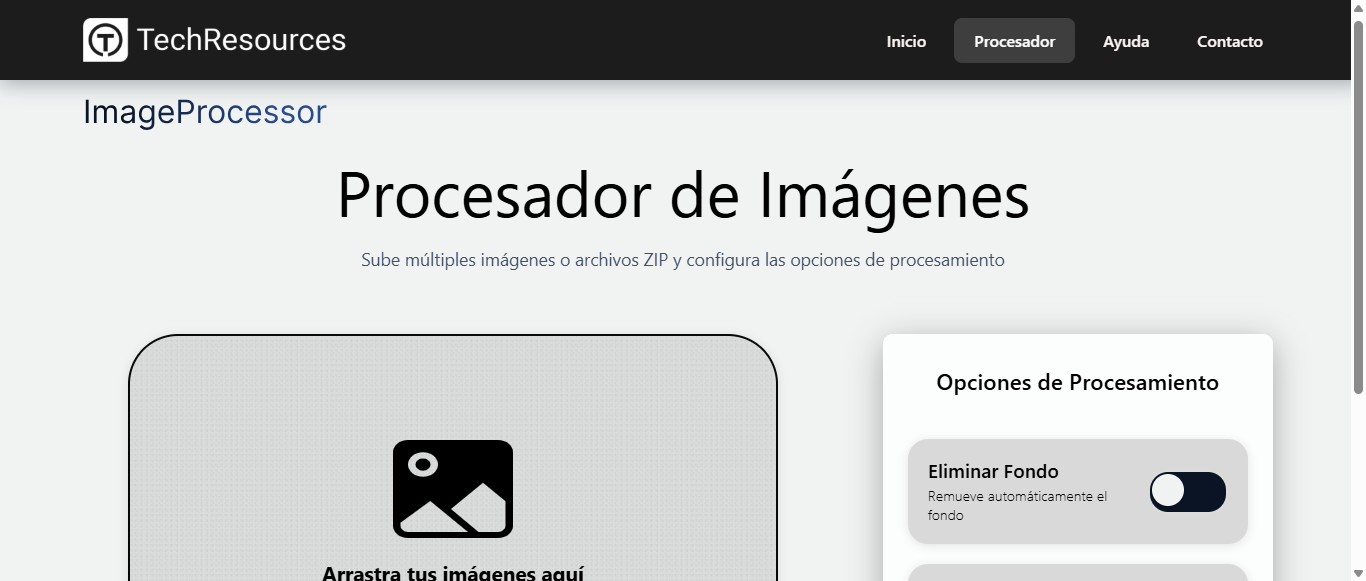 TechResources
Inicio
Procesador
Ayuda
Contacto
ImageProcessor
Procesador de Imágenes
Sube múltiples imágenes o archivos ZIP y configura las opciones de procesamiento
Arrastra tus imágenes aquí
Opciones de Procesamiento
Eliminar Fondo
Remueve automáticamente el
fondo